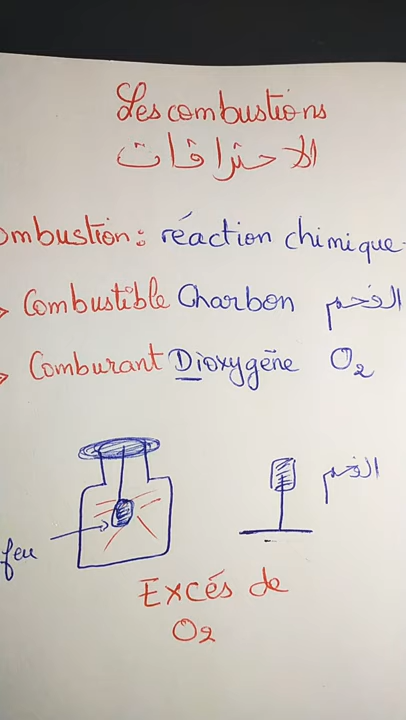 Les combustions
الاحتراقات
ombustion: réaction chimique
Combustible Charbon الفحم
Comburant Dioxygène O₂
الفحم
feu
Excés de
O₂